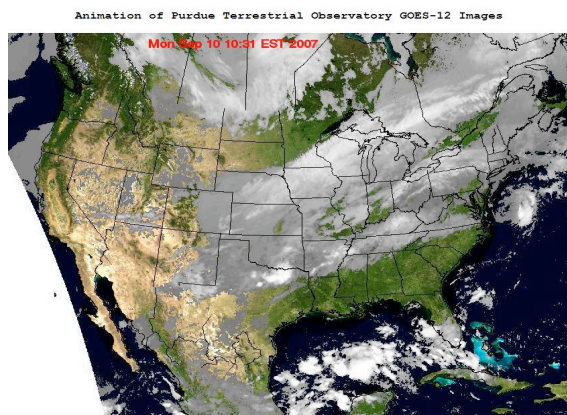 Animation of Purdue Terrestrial Observatory GOES-12 Images
Mon Sep 10 10:31 EST 2007